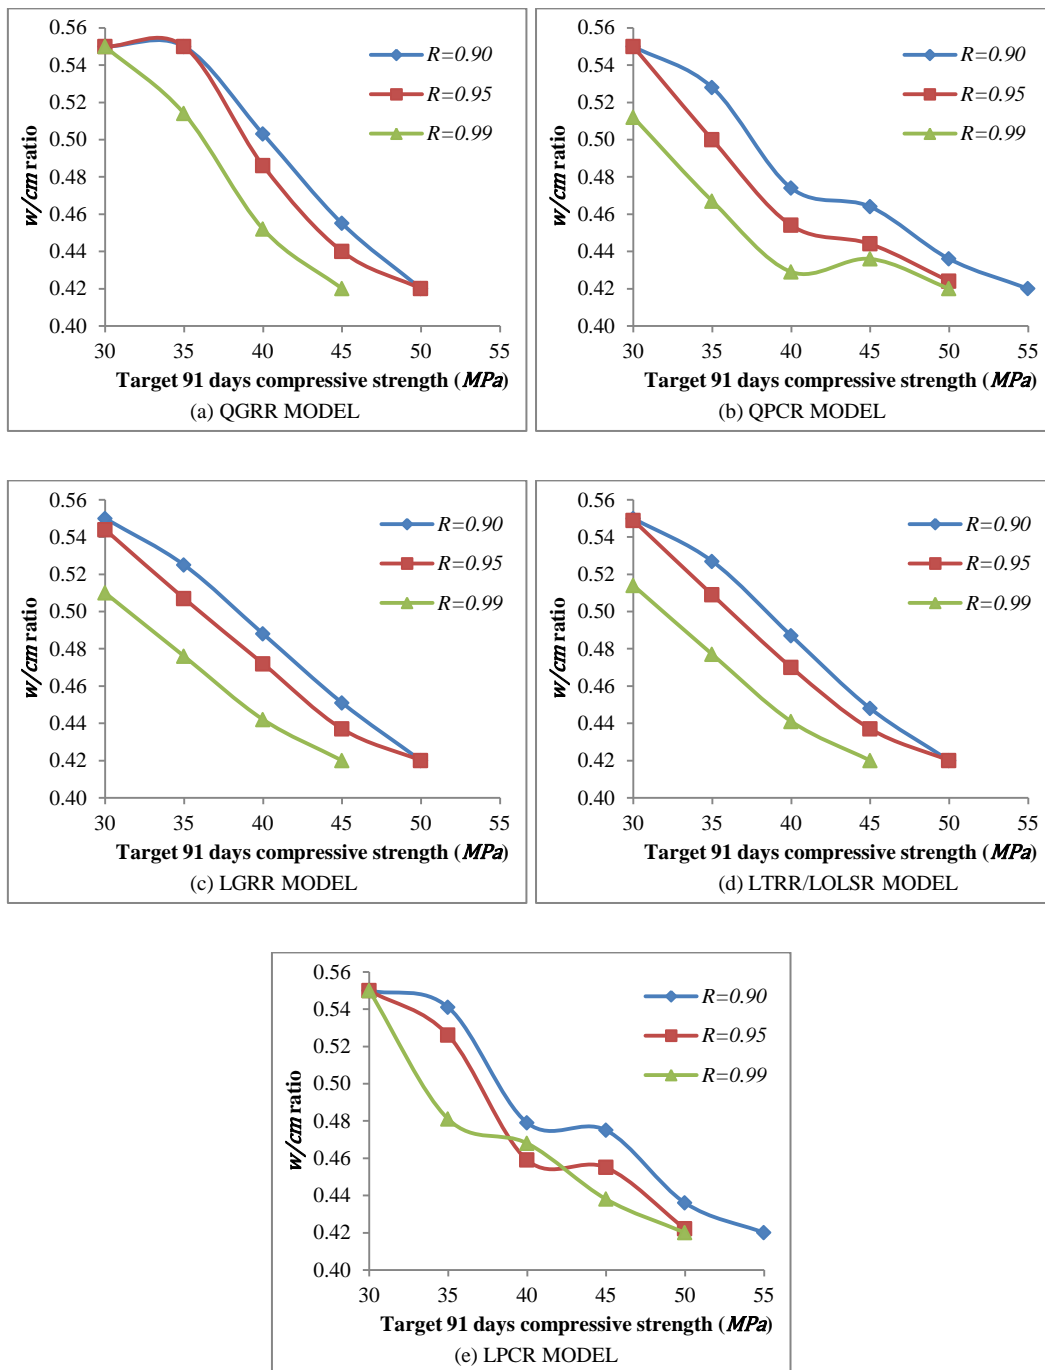 0.56
0.54
0.52
0.50
0.48
0.46
0.44
0.42
0.40
w/cm ratio
R=0.90
R=0.95
R=0.99
30 35 40 45 50 55
Target 91 days compressive strength (MPa)
(a) QGRR MODEL
0.56
0.54
0.52
0.50
0.48
0.46
0.44
0.42
0.40
w/cm ratio
R=0.90
R=0.95
R=0.99
30 35 40 45 50 55
Target 91 days compressive strength (MPa)
(b) QPCR MODEL
0.56
0.54
0.52
0.50
0.48
0.46
0.44
0.42
0.40
w/cm ratio
R=0.90
R=0.95
R=0.99
30 35 40 45 50 55
Target 91 days compressive strength (MPa)
(c) LGRR MODEL
0.56
0.54
0.52
0.50
0.48
0.46
0.44
0.42
0.40
w/cm ratio
R=0.90
R=0.95
R=0.99
30 35 40 45 50 55
Target 91 days compressive strength (MPa)
(d) LTRR/LOLSR MODEL
0.56
0.54
0.52
0.50
0.48
0.46
0.44
0.42
0.40
w/cm ratio
R=0.90
R=0.95
R=0.99
30 35 40 45 50 55
Target 91 days compressive strength (MPa)
(e) LPCR MODEL